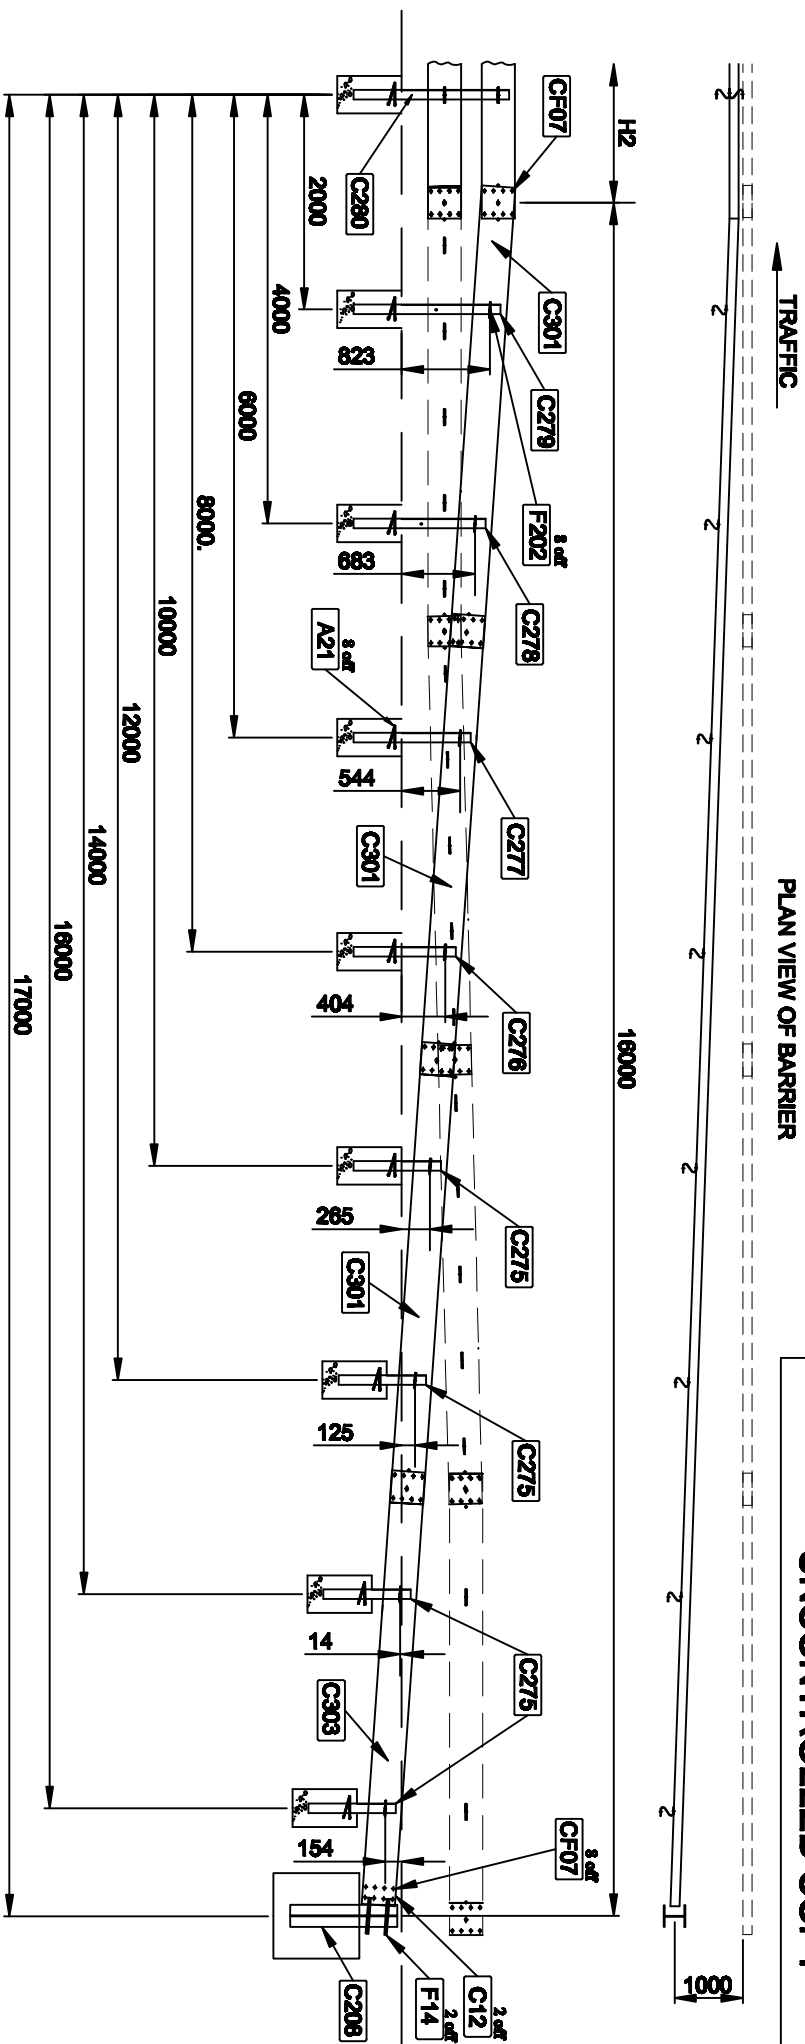 PLAN VIEW OF BARRIER
TRAFFIC
1000
H2
16000
CF07
C301
C279
8 off
F202
C278
C277
C276
C275
C275
C275
8 off
CF07
2 off
C12
2 off
F14
C208
C280
823
683
8 off
A21
544
C301
404
265
C301
125
14
C303
154
2000
4000
6000
8000.
10000
12000
14000
16000
17000